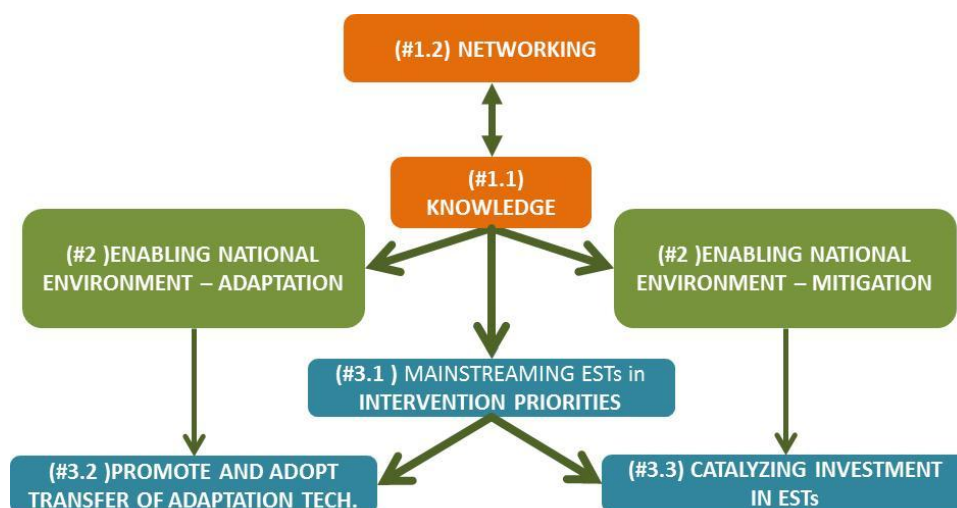 (#1.2) NETWORKING
(#1.1)
KNOWLEDGE
(#2 )ENABLING NATIONAL
ENVIRONMENT – ADAPTATION
(#2 )ENABLING NATIONAL
ENVIRONMENT – MITIGATION
(#3.1 ) MAINSTREAMING ESTs in
INTERVENTION PRIORITIES
(#3.2 )PROMOTE AND ADOPT
TRANSFER OF ADAPTATION TECH.
(#3.3) CATALYZING INVESTMENT
IN ESTs